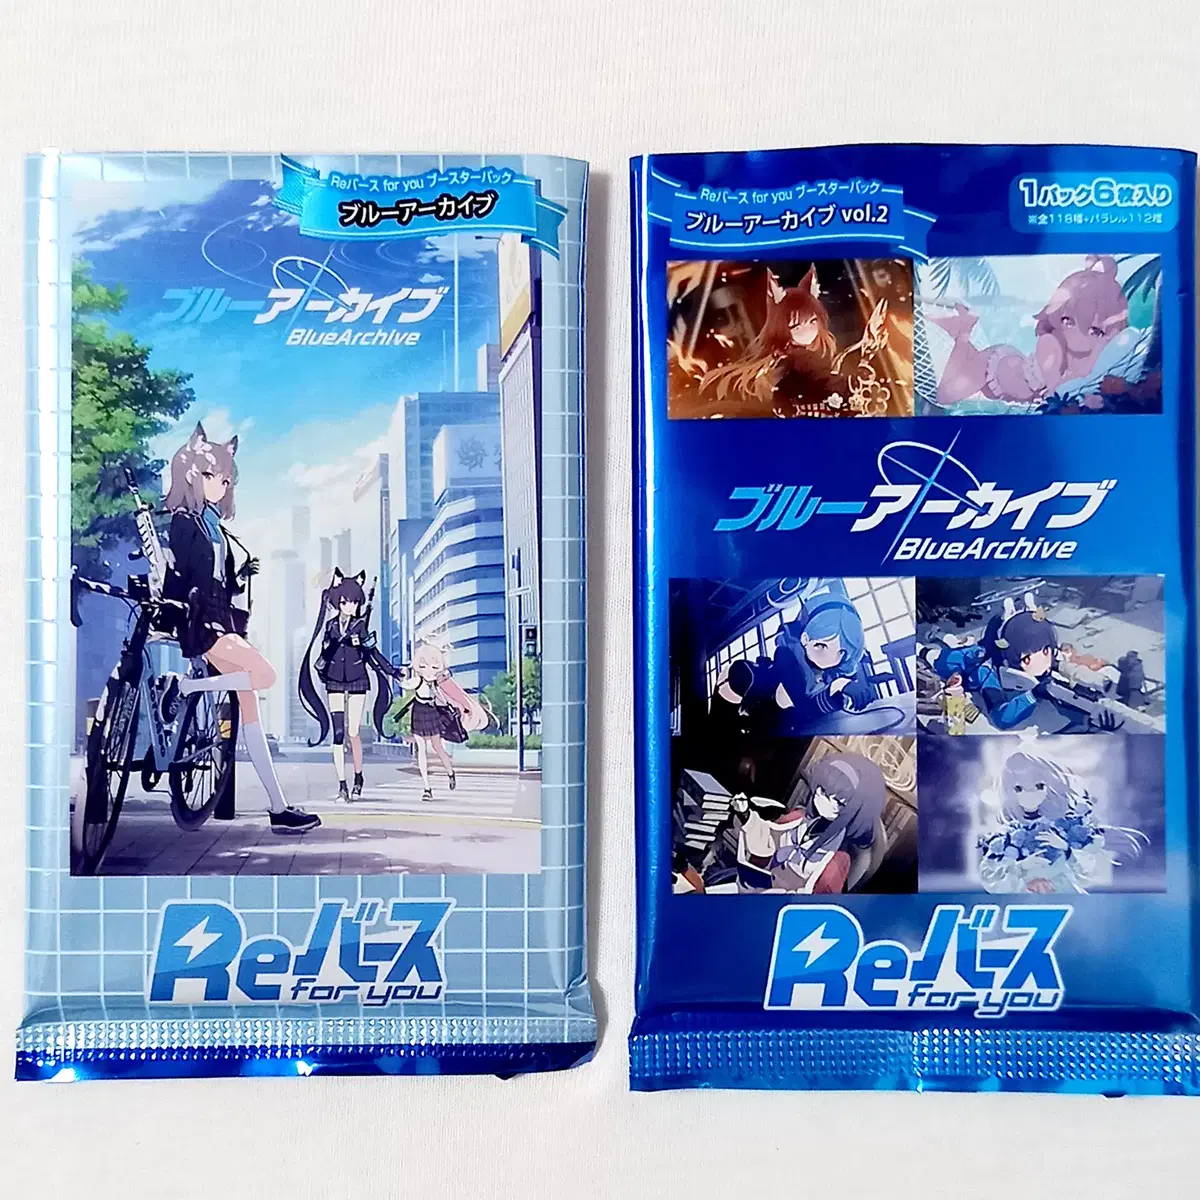 Reバース for you ブースターパック
ブルーアーカイブ
ブルーアーカイブ
BlueArchive
Reバース
for you
Reバース for you ブースターパック
ブルーアーカイブ vol.2
1パック6枚入り
※全118種+パラレル112種
ブルーアーカイブ
BlueArchive
Reバース
for you